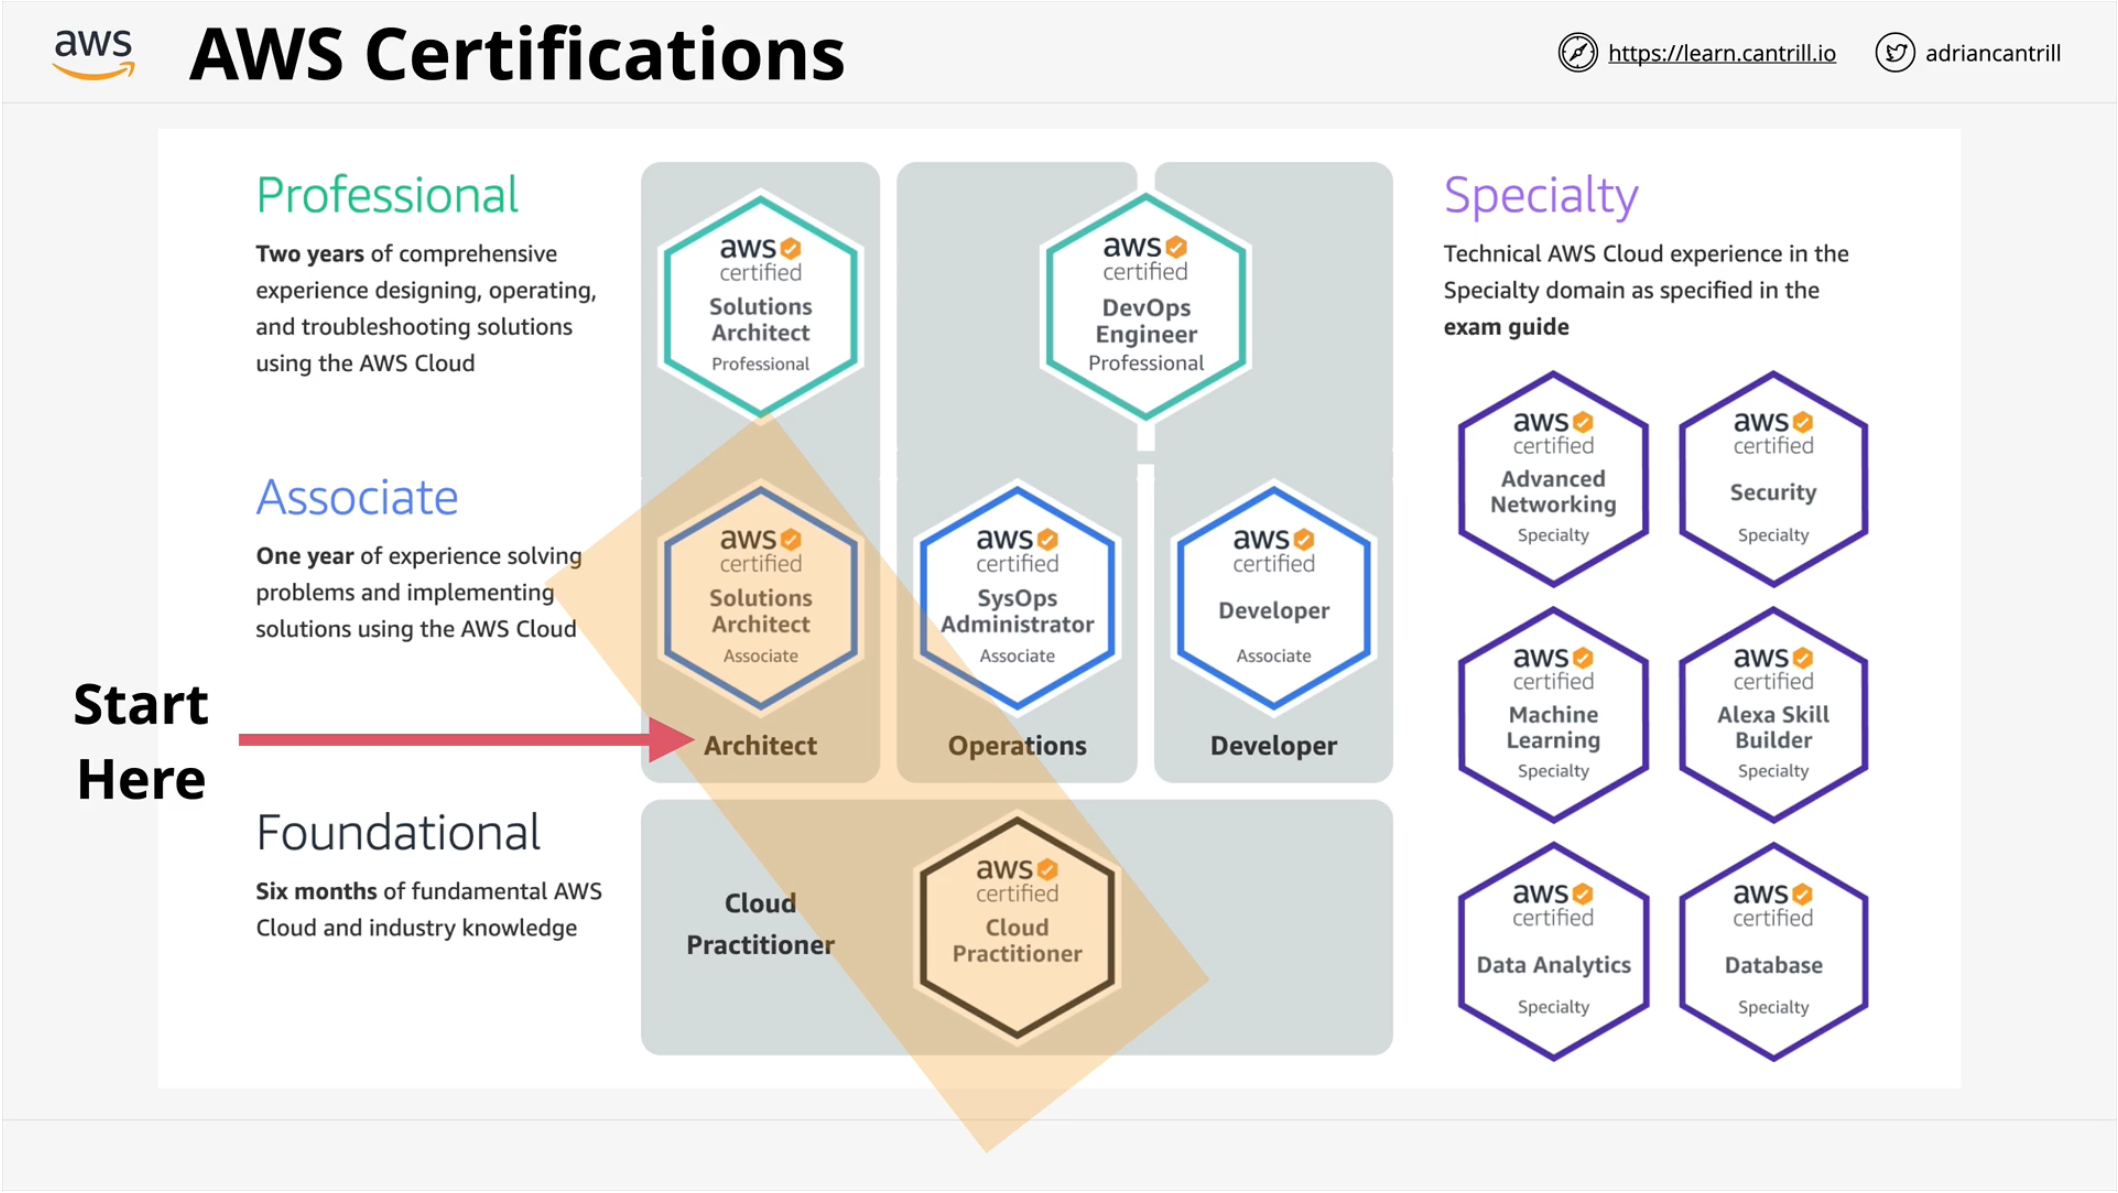 aws
AWS Certifications
https://learn.cantrill.io
adriancantrill
Professional
Two years of comprehensive
experience designing, operating,
and troubleshooting solutions
using the AWS Cloud
aws
certified
Solutions
Architect
Professional
aws
certified
DevOps
Engineer
Professional
Specialty
Technical AWS Cloud experience in the
Specialty domain as specified in the
exam guide
Associate
One year of experience solving
problems and implementing
solutions using the AWS Cloud
aws
certified
Solutions
Architect
Associate
aws
certified
SysOps
Administrator
Associate
aws
certified
Developer
Associate
Start
Here
Architect
Operations
Developer
Foundational
Six months of fundamental AWS
Cloud and industry knowledge
Cloud
Practitioner
aws
certified
Cloud
Practitioner
aws
certified
Advanced
Networking
Specialty
aws
certified
Security
Specialty
aws
certified
Machine
Learning
Specialty
aws
certified
Alexa Skill
Builder
Specialty
aws
certified
Data Analytics
Specialty
aws
certified
Database
Specialty